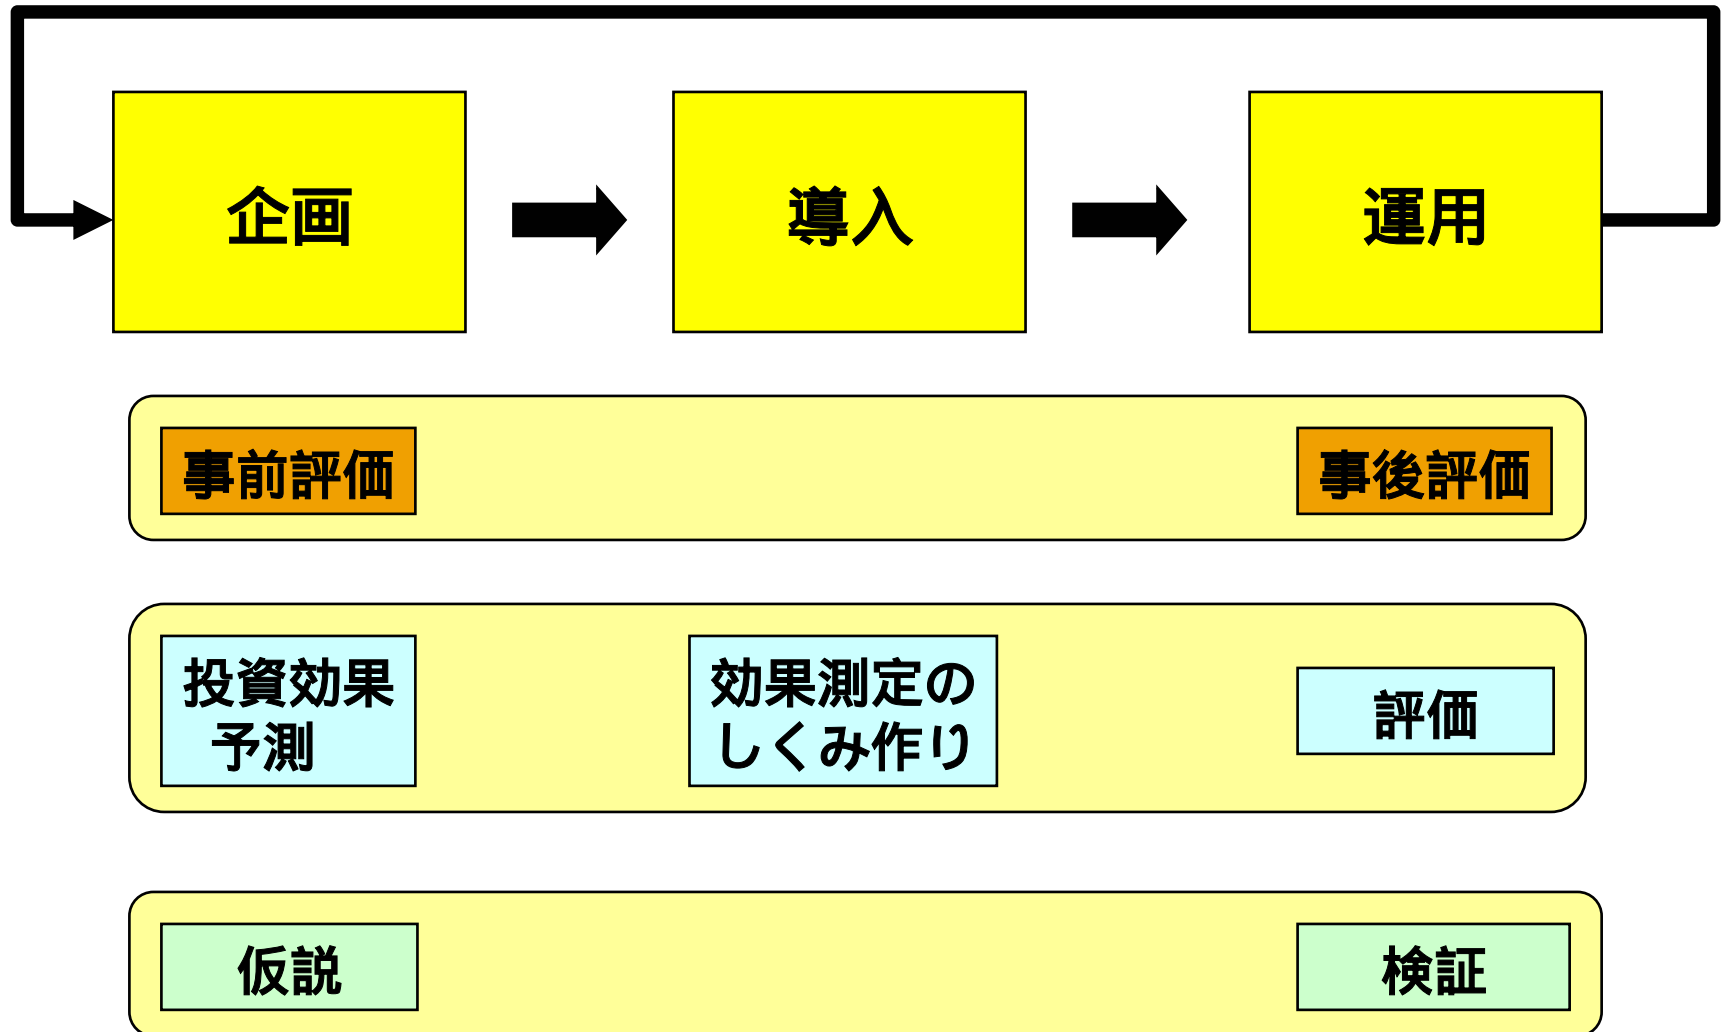 企画
導入
運用
事前評価
事後評価
投資効果
予測
効果測定の
しくみ作り
評価
仮説
検証